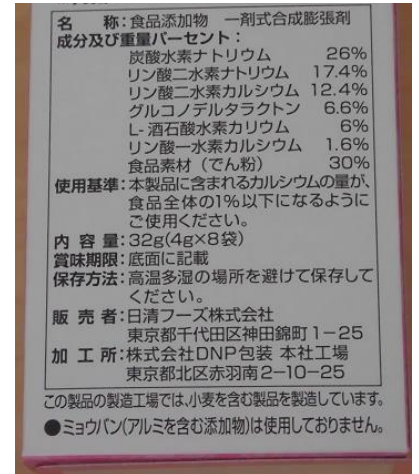 名　　称：食品添加物　一剤式合成膨張剤
成分及び重量パーセント：
炭酸水素ナトリウム 26%
リン酸二水素ナトリウム 17.4%
リン酸二水素カルシウム 12.4%
グルコノデルタラクトン 6.6%
L-酒石酸水素カリウム 6%
リン酸一水素カルシウム 1.6%
食品素材（でん粉） 30%
使用基準：本製品に含まれるカルシウムの量が、
食品全体の1%以下になるように
ご使用ください。
内 容 量：32g(4g×8袋)
賞味期限：底面に記載
保存方法：高温多湿の場所を避けて保存して
ください。
販 売 者：日清フーズ株式会社
東京都千代田区神田錦町1－25
加 工 所：株式会社DNP包装 本社工場
東京都北区赤羽南2－10－25
この製品の製造工場では、小麦を含む製品を製造しています。
●ミョウバン(アルミを含む添加物)は使用しておりません。